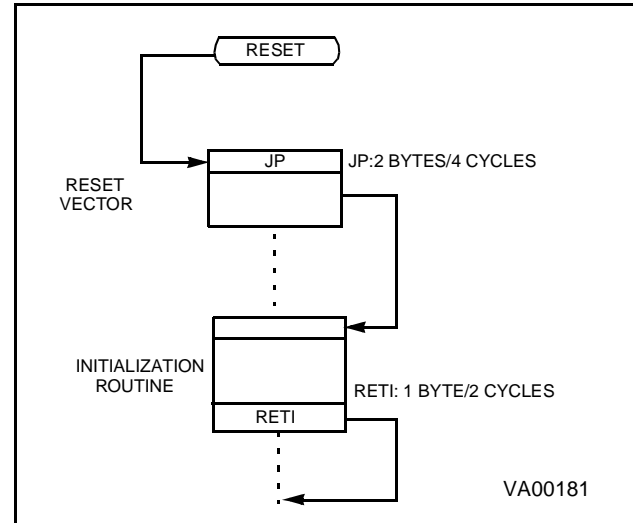 RESET
JP
JP:2 BYTES/4 CYCLES
RESET
VECTOR
INITIALIZATION
ROUTINE
RETI: 1 BYTE/2 CYCLES
RETI
VA00181